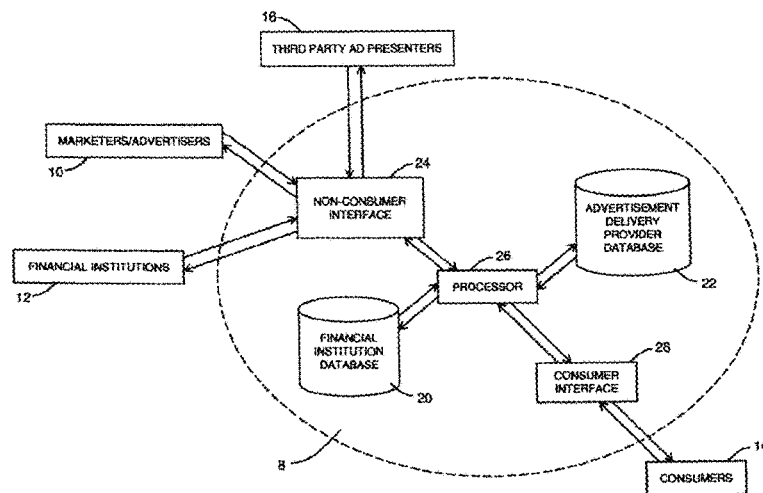 16
THIRD PARTY AD PRESENTERS
MARKETERS/ADVERTISERS
10
24
NON-CONSUMER
INTERFACE
ADVERTISEMENT
DELIVERY
PROVIDER
DATABASE
22
FINANCIAL INSTITUTIONS
12
26
PROCESSOR
FINANCIAL
INSTITUTION
DATABASE
20
28
CONSUMER
INTERFACE
8
CONSUMERS